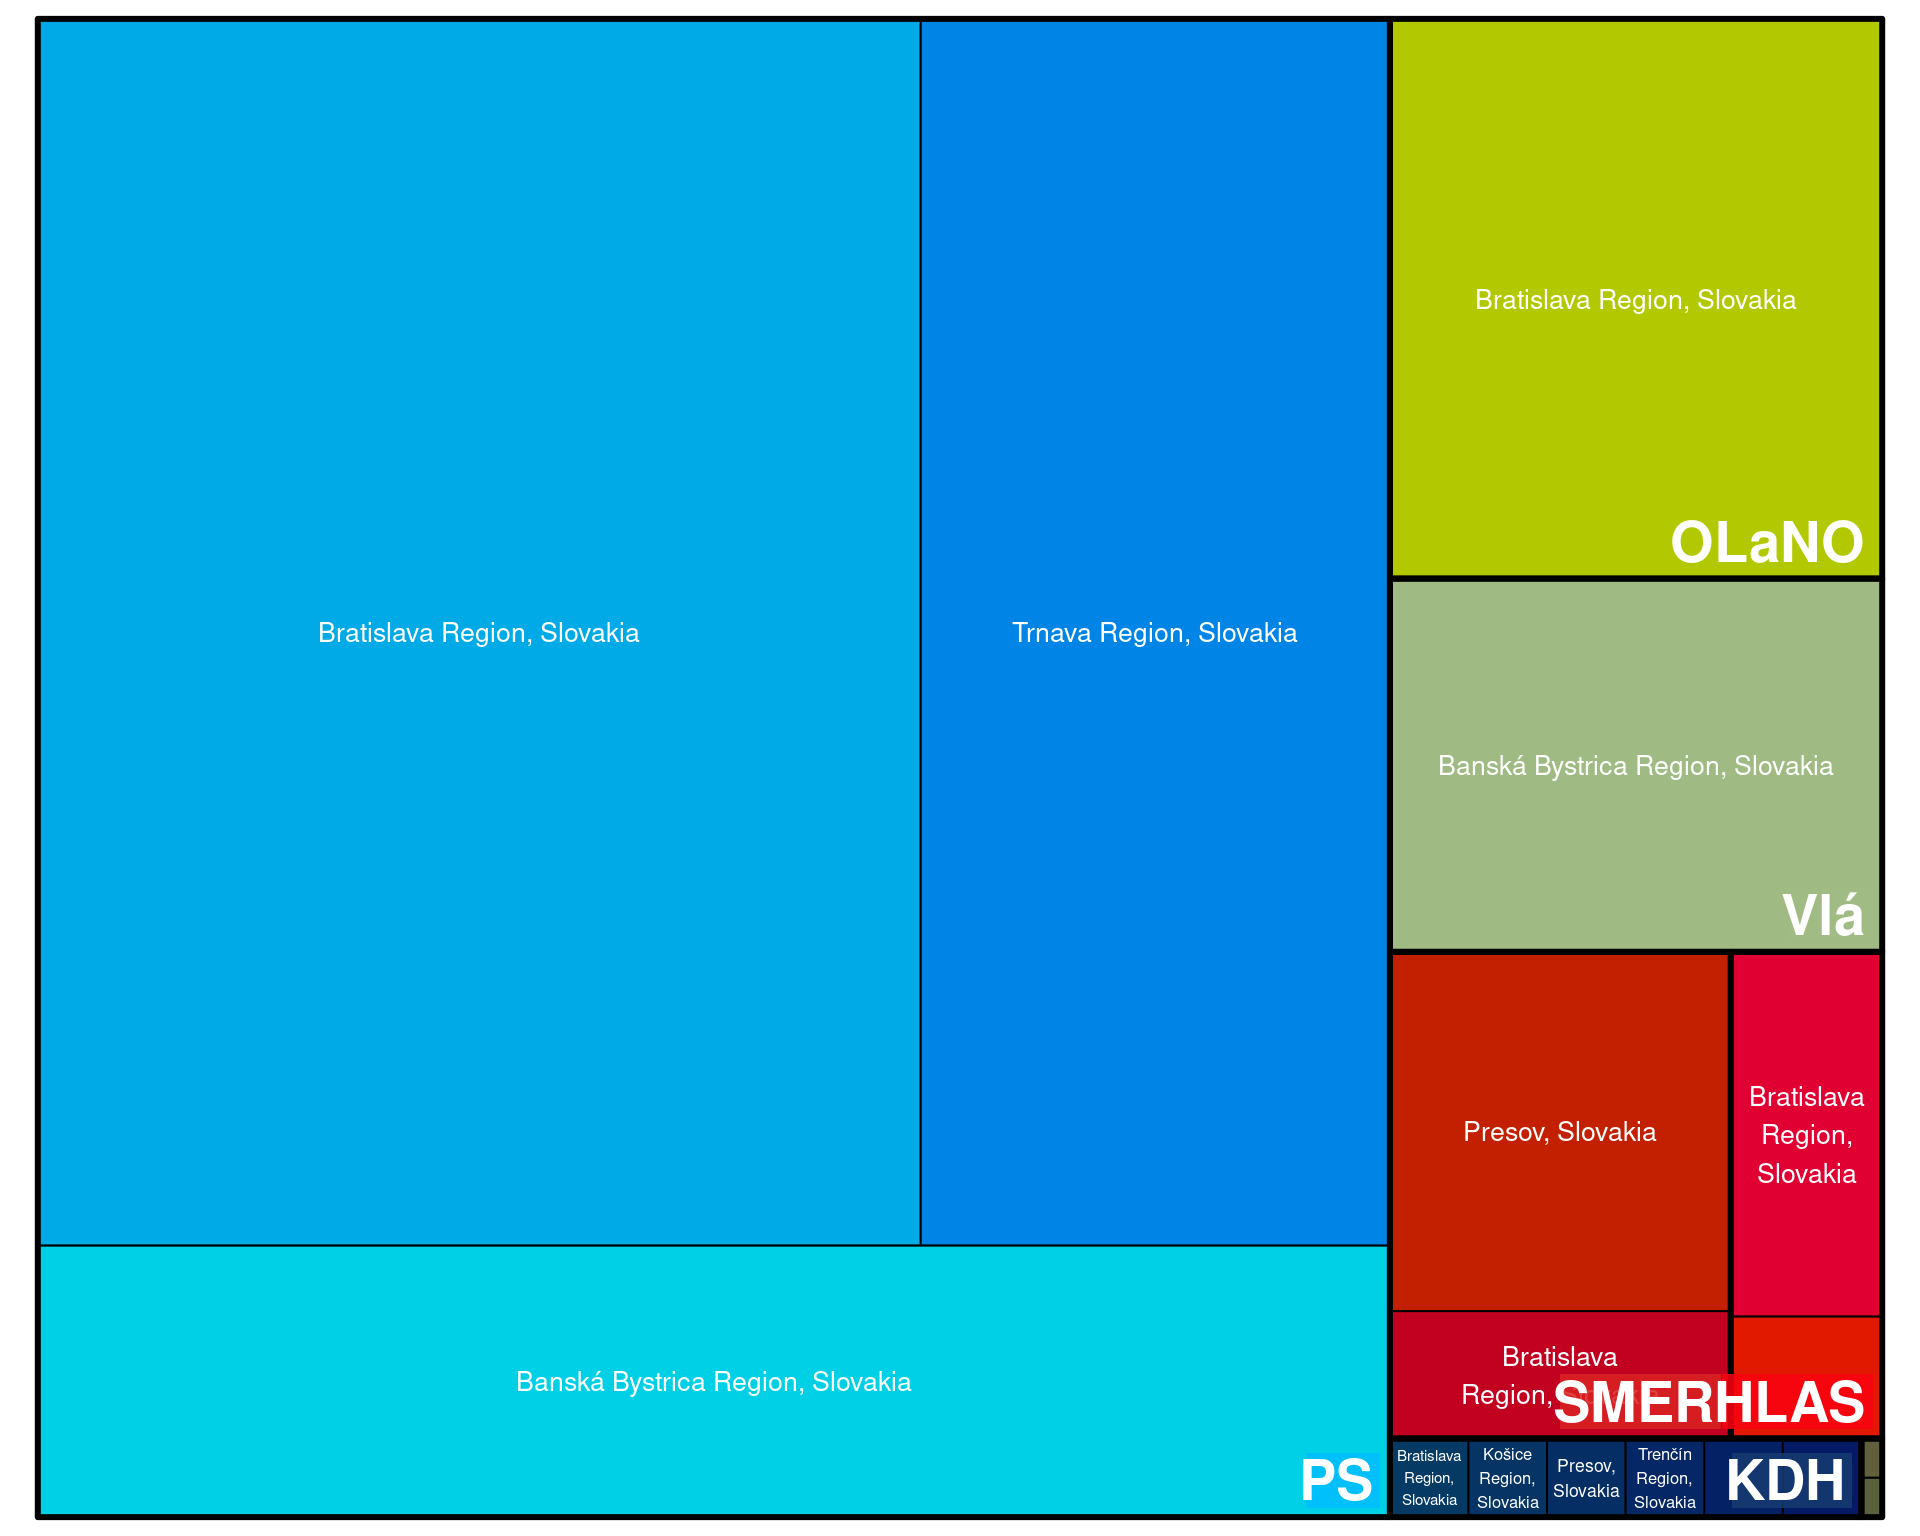 Bratislava Region, Slovakia
Trnava Region, Slovakia
Banská Bystrica Region, Slovakia
PS
Bratislava Region, Slovakia
OLaNO
Banská Bystrica Region, Slovakia
Vlá
Presov, Slovakia
Bratislava
Region,
SMER
Bratislava
Region,
Slovakia
HLAS
Bratislava
Region,
Slovakia
Košice
Region,
Slovakia
Presov,
Slovakia
Trenčín
Region,
Slovakia
KDH